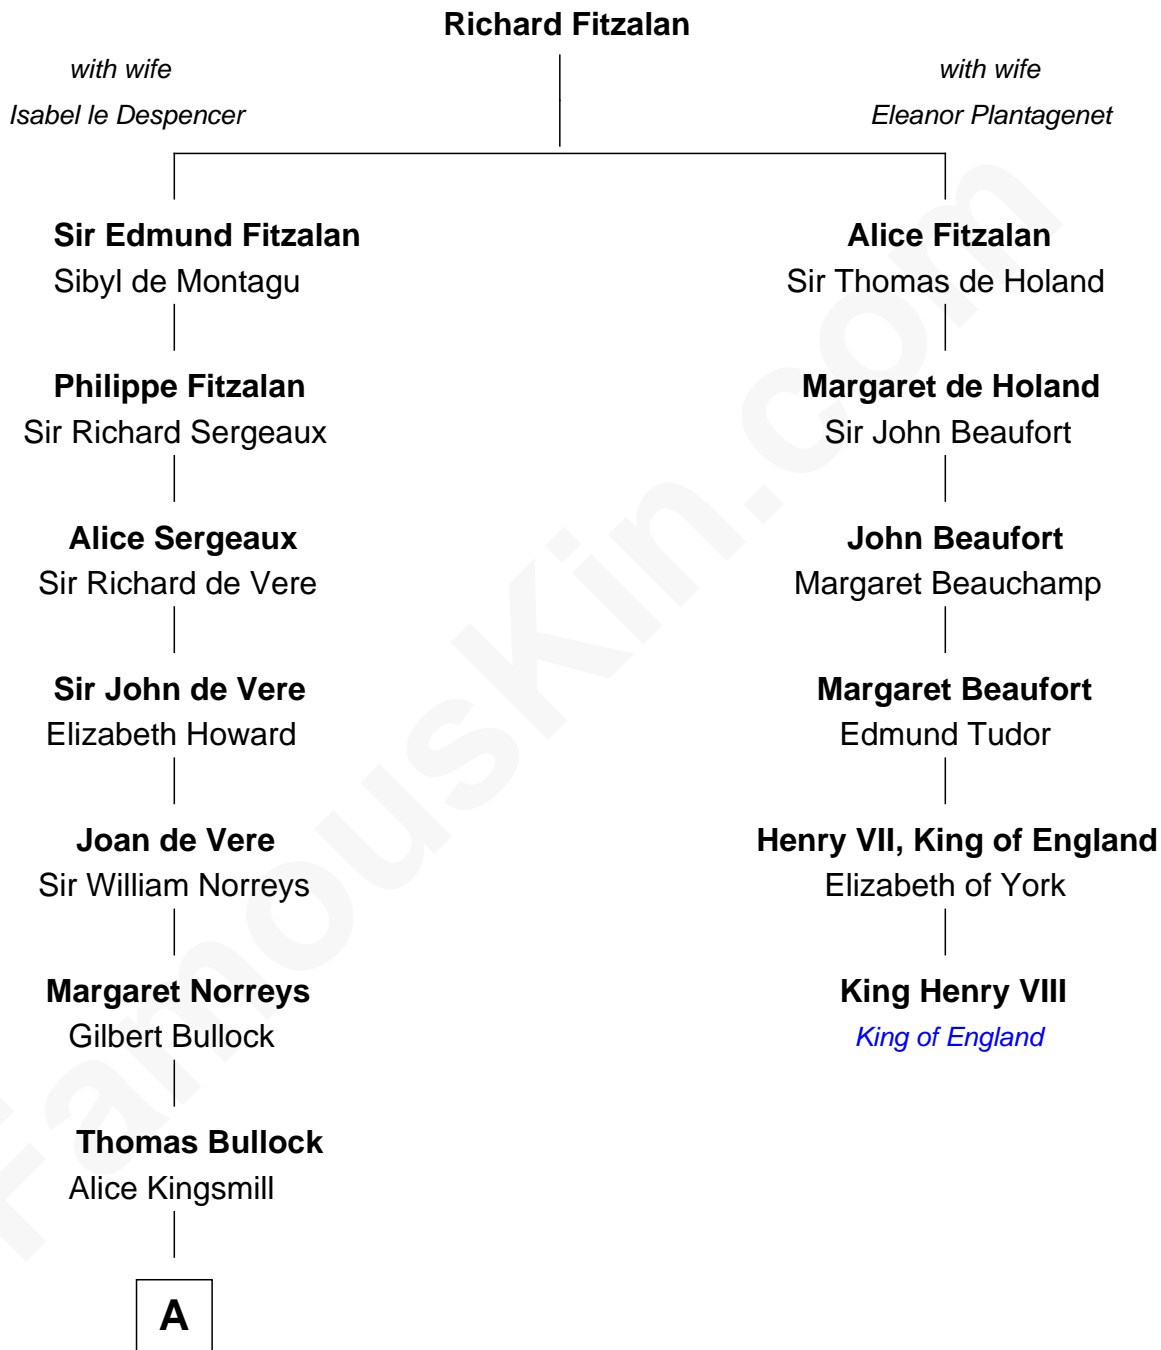 Richard Fitzalan
with wife
Isabel le Despencer
with wife
Eleanor Plantagenet
Sir Edmund Fitzalan
Sibyl de Montagu
Alice Fitzalan
Sir Thomas de Holand
Philippe Fitzalan
Sir Richard Sergeaux
Margaret de Holand
Sir John Beaufort
Alice Sergeaux
Sir Richard de Vere
John Beaufort
Margaret Beauchamp
Sir John de Vere
Elizabeth Howard
Margaret Beaufort
Edmund Tudor
Joan de Vere
Sir William Norreys
Henry VII, King of England
Elizabeth of York
Margaret Norreys
Gilbert Bullock
King Henry VIII
King of England
Thomas Bullock
Alice Kingsmill
A
FamousKin.com